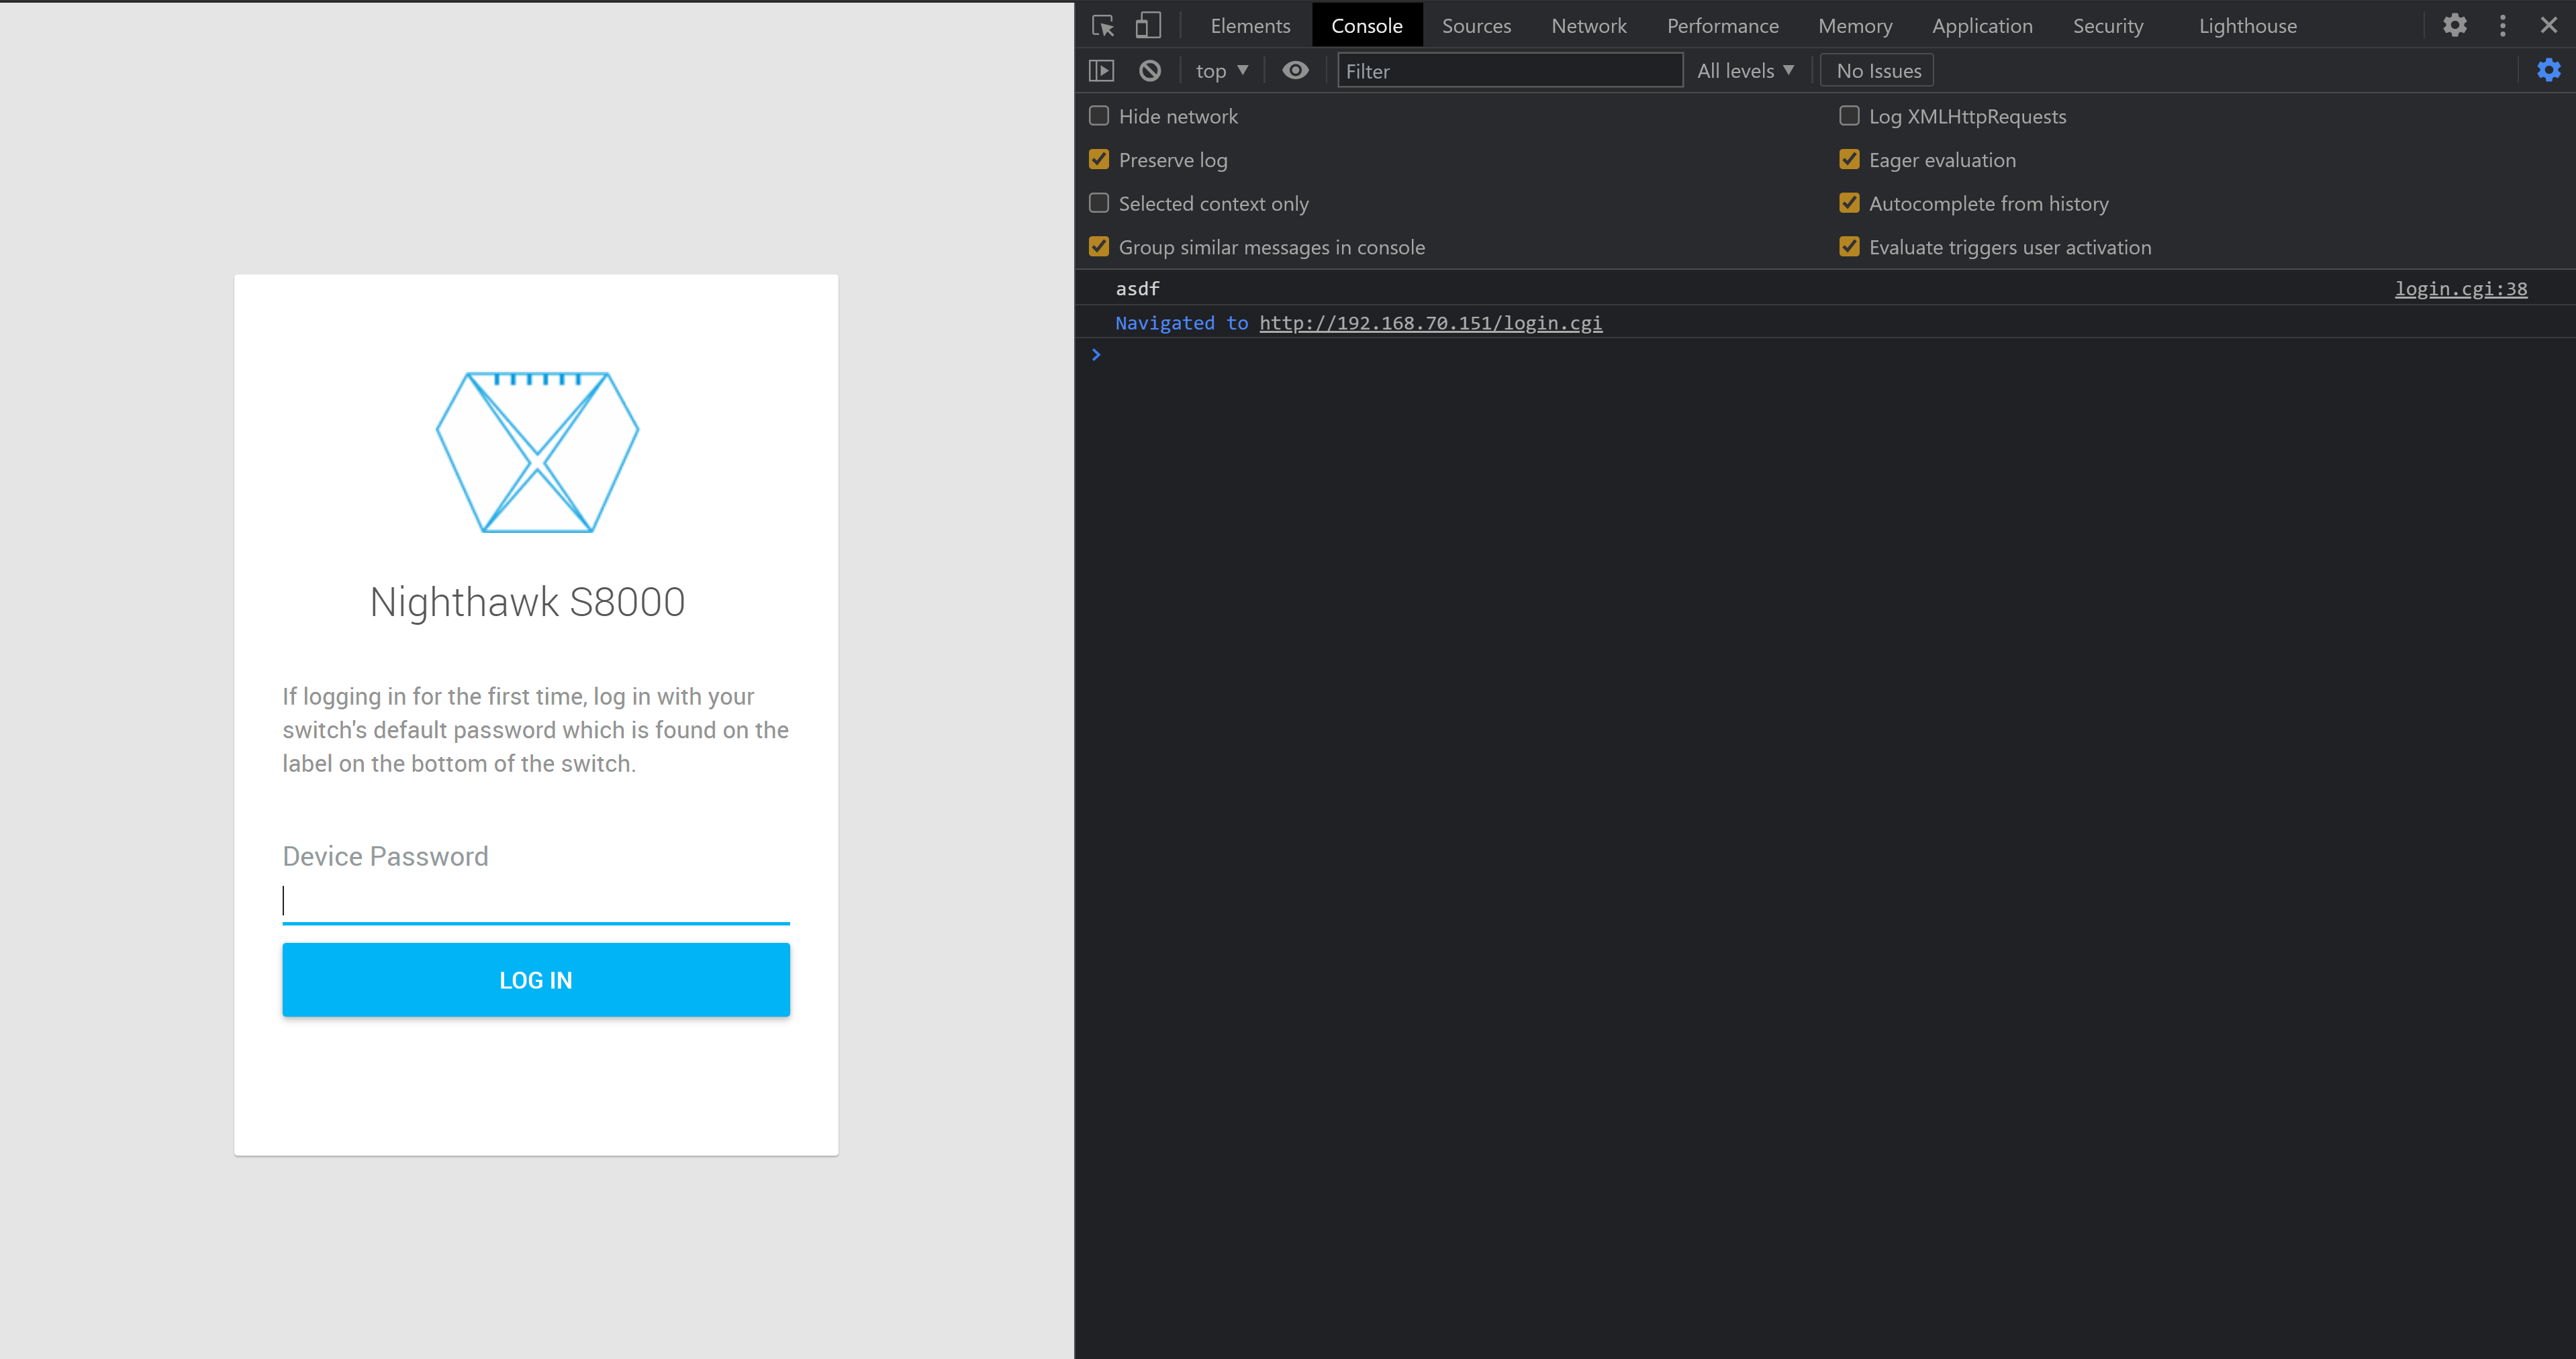 Nighthawk S8000
If logging in for the first time, log in with your
switch's default password which is found on the
label on the bottom of the switch.
Device Password
LOG IN
Elements Console Sources Network Performance Memory Application Security Lighthouse
top Filter All levels No Issues
Hide network Log XMLHttpRequests
Preserve log Eager evaluation
Selected context only Autocomplete from history
Group similar messages in console Evaluate triggers user activation
asdf login.cgi:38
Navigated to http://192.168.70.151/login.cgi